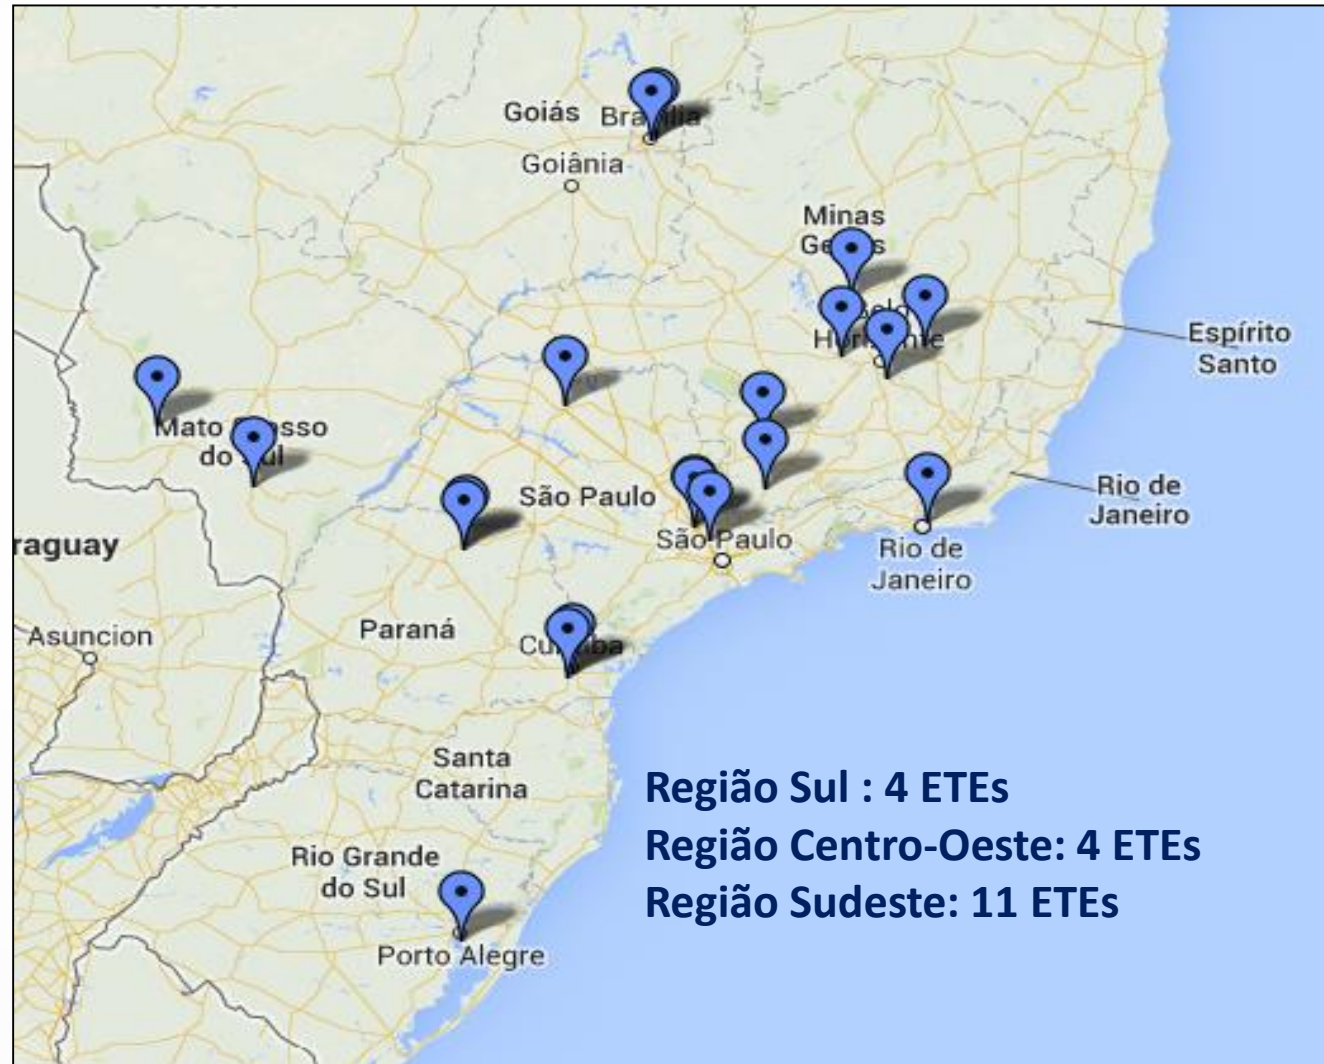 Goiás
Goiânia
Minas
Espírito
Santo
São Paulo
Rio de
Janeiro
São Paulo
Rio de
Janeiro
raguay
Asuncion
Paraná
Santa
Catarina
Região Sul : 4 ETEs
Região Centro-Oeste: 4 ETEs
Região Sudeste: 11 ETEs
Rio Grande
do Sul
Porto Alegre